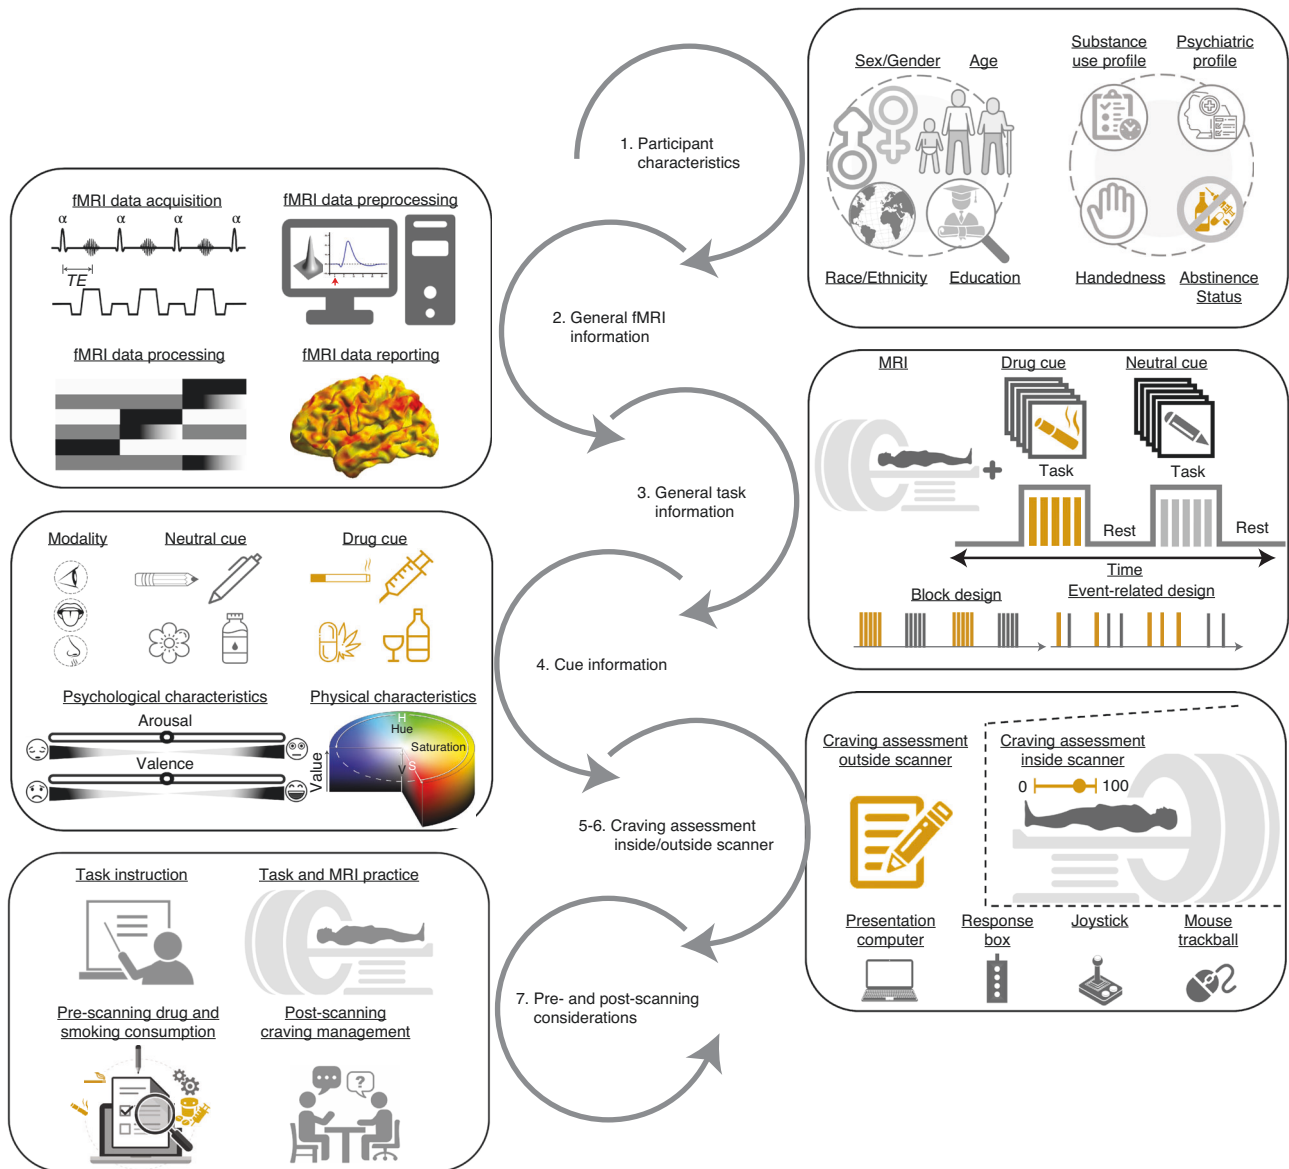 1. Participant
characteristics
Sex/Gender
Age
Race/Ethnicity
Education
Substance
use profile
Psychiatric
profile
Handedness
Abstinence
Status
2. General fMRI
information
fMRI data acquisition
α α α α
TE
fMRI data preprocessing
fMRI data processing
fMRI data reporting
3. General task
information
MRI
Drug cue
Neutral cue
Task
Task
Rest
Rest
Time
Block design
Event-related design
4. Cue information
Modality
Neutral cue
Drug cue
Psychological characteristics
Arousal
Valence
Physical characteristics
H
Hue
Saturation
Value
V
S
5-6. Craving assessment
inside/outside scanner
Craving assessment
outside scanner
Craving assessment
inside scanner
0 100
Presentation
computer
Response
box
Joystick
Mouse
trackball
7. Pre- and post-scanning
considerations
Task instruction
Task and MRI practice
Pre-scanning drug and
smoking consumption
Post-scanning
craving management
?